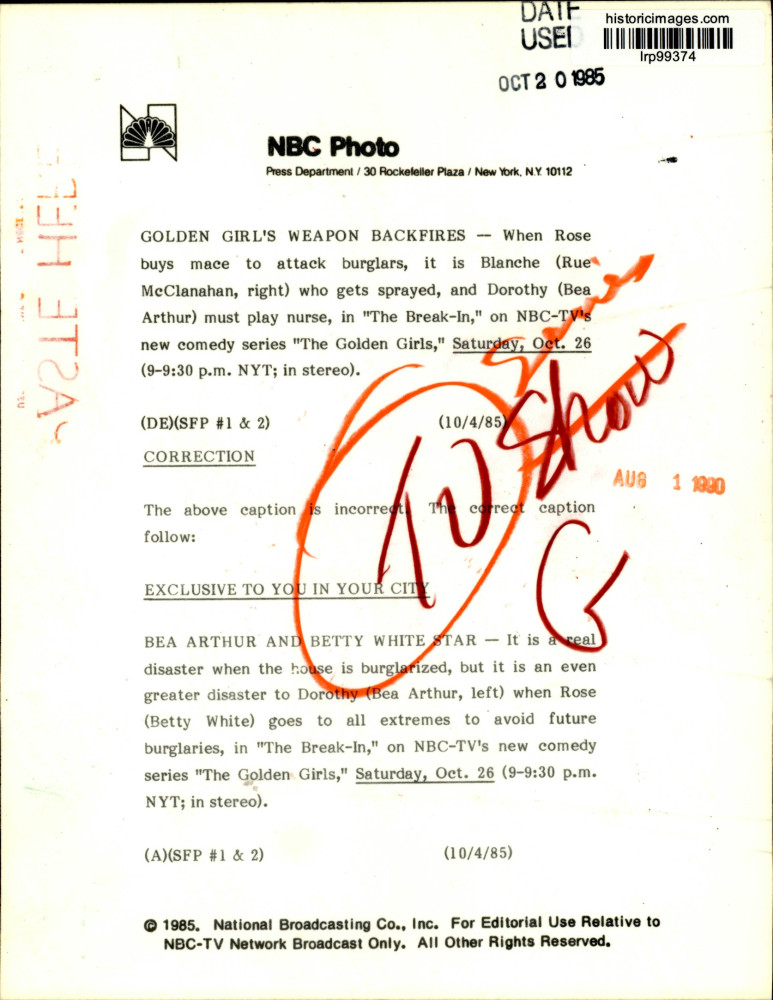 DATE
USED
historicimages.com
lrp99374
OCT 2 0 1985
NBC Photo
Press Department / 30 Rockefeller Plaza / New York, N.Y. 10112
PASTE HERE
GOLDEN GIRL'S WEAPON BACKFIRES — When Rose
buys mace to attack burglars, it is Blanche (Rue
McClanahan, right) who gets sprayed, and Dorothy (Bea
Arthur) must play nurse, in "The Break-In," on NBC-TV's
new comedy series "The Golden Girls," Saturday, Oct. 26
(9-9:30 p.m. NYT; in stereo).
Series
(DE)(SFP #1 & 2) (10/4/85)
TV Show
CORRECTION
AUG 1 1990
The above caption is incorrect. The correct caption
follow:
G
EXCLUSIVE TO YOU IN YOUR CITY
BEA ARTHUR AND BETTY WHITE STAR — It is a real
disaster when the house is burglarized, but it is an even
greater disaster to Dorothy (Bea Arthur, left) when Rose
(Betty White) goes to all extremes to avoid future
burglaries, in "The Break-In," on NBC-TV's new comedy
series "The Golden Girls," Saturday, Oct. 26 (9-9:30 p.m.
NYT; in stereo).
(A)(SFP #1 & 2) (10/4/85)
© 1985. National Broadcasting Co., Inc. For Editorial Use Relative to
NBC-TV Network Broadcast Only. All Other Rights Reserved.